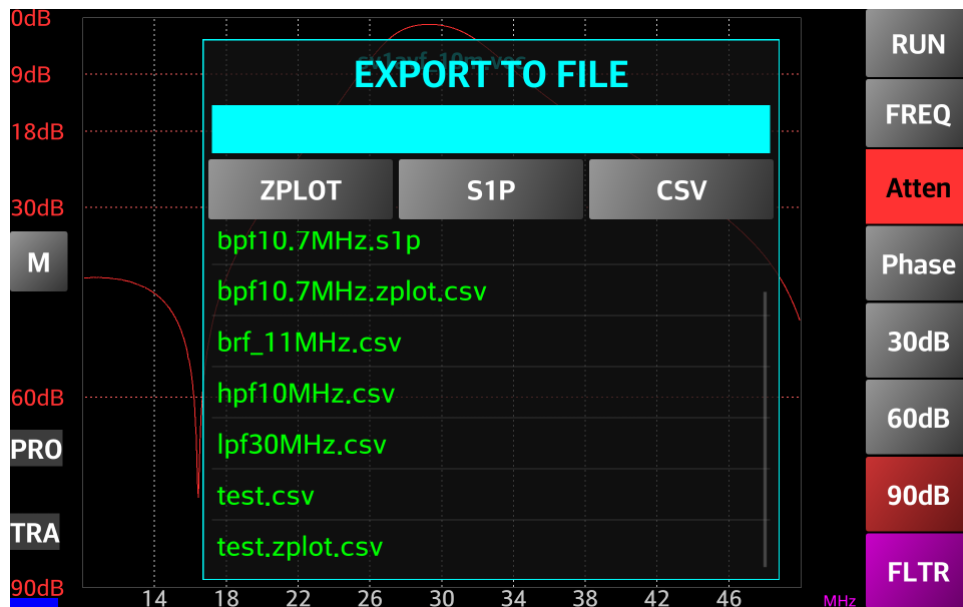 0dB
9dB
18dB
30dB
60dB
90dB
M
PRO
TRA
EXPORT TO FILE
ZPLOT S1P CSV
bpf10.7MHz.s1p
bpf10.7MHz.zplot.csv
brf_11MHz.csv
hpf10MHz.csv
lpf30MHz.csv
test.csv
test.zplot.csv
14 18 22 26 30 34 38 42 46 MHz
RUN
FREQ
Atten
Phase
30dB
60dB
90dB
FLTR